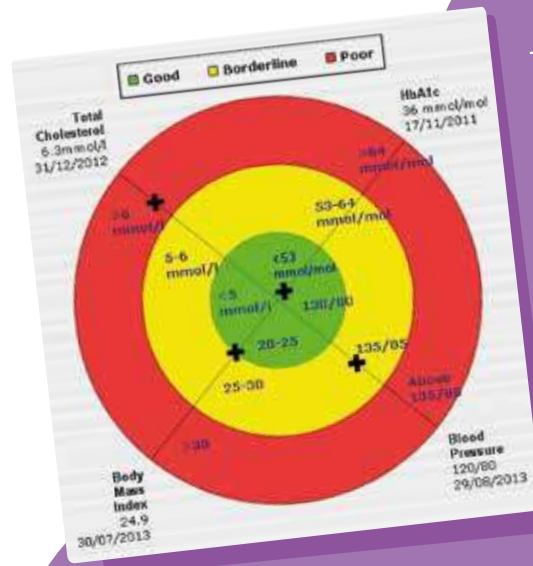 Good Borderline Poor
Total
Cholesterol
6.3mmol/l
31/12/2012
HbA1c
36 mmol/mol
17/11/2011
>64
mmol/mol
>6
mmol/l
53-64
mmol/mol
5-6
mmol/l
<53
mmol/mol
<5
mmol/l
130/80
20-25
135/85
25-30
Above
135/85
>30
Body
Mass
Index
24.9
30/07/2013
Blood
Pressure
120/80
29/08/2013